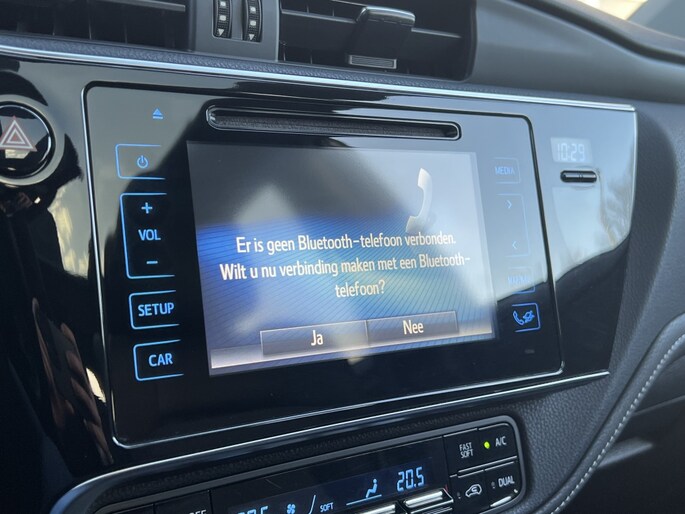 10:29
MEDIA
+
VOL
−
SETUP
CAR
Er is geen Bluetooth-telefoon verbonden.
Wilt u nu verbinding maken met een Bluetooth-
telefoon?
Ja
Nee
FAST
SOFT
A/C
SOFT
20.5
DUAL